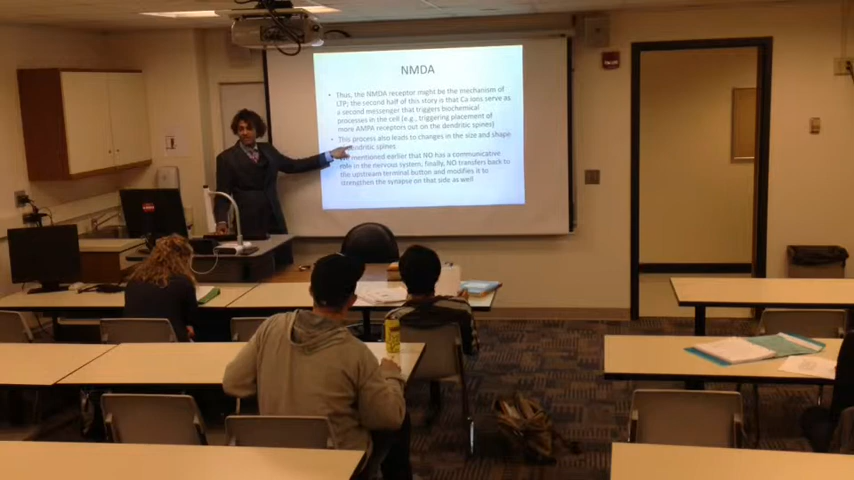 NMDA
• Thus, the NMDA receptor might be the mechanism of
LTP; the second half of this story is that Ca ions serve as
a second messenger that triggers biochemical
processes in the cell (e.g., triggering placement of
more AMPA receptors out on the dendritic spines)
• This process also leads to changes in the size and shape
dendritic spines
mentioned earlier that NO has a communicative
role in the nervous system, finally, NO transfers back to
the upstream terminal button and modifies it to
strengthen the synapse on that side as well